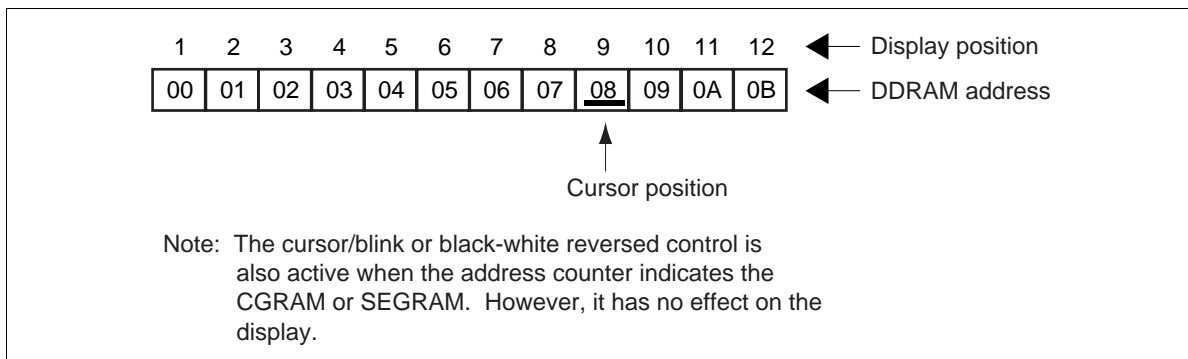 1 2 3 4 5 6 7 8 9 10 11 12 Display position
00 01 02 03 04 05 06 07 08 09 0A 0B DDRAM address
Cursor position
Note: The cursor/blink or black-white reversed control is
also active when the address counter indicates the
CGRAM or SEGRAM. However, it has no effect on the
display.